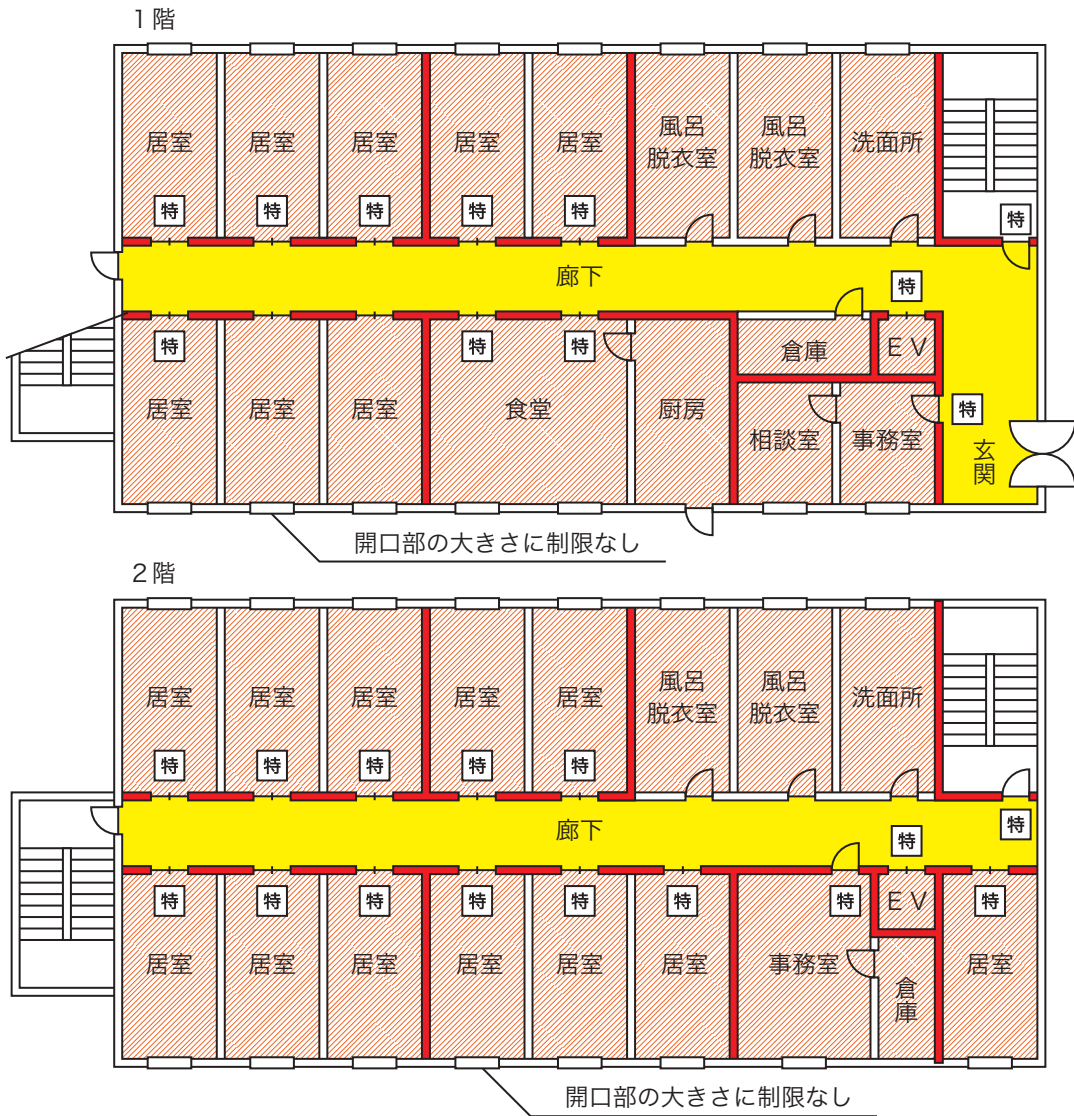 1階
居室
居室
居室
居室
居室
風呂
脱衣室
風呂
脱衣室
洗面所
特
特
特
特
特
特
廊下
特
特
特
特
倉庫
EV
居室
居室
居室
食堂
厨房
相談室
事務室
特
玄関
開口部の大きさに制限なし
2階
居室
居室
居室
居室
居室
風呂
脱衣室
風呂
脱衣室
洗面所
特
特
特
特
特
廊下
特
特
特
特
特
特
特
特
特
EV
特
居室
居室
居室
居室
居室
居室
事務室
倉庫
居室
開口部の大きさに制限なし